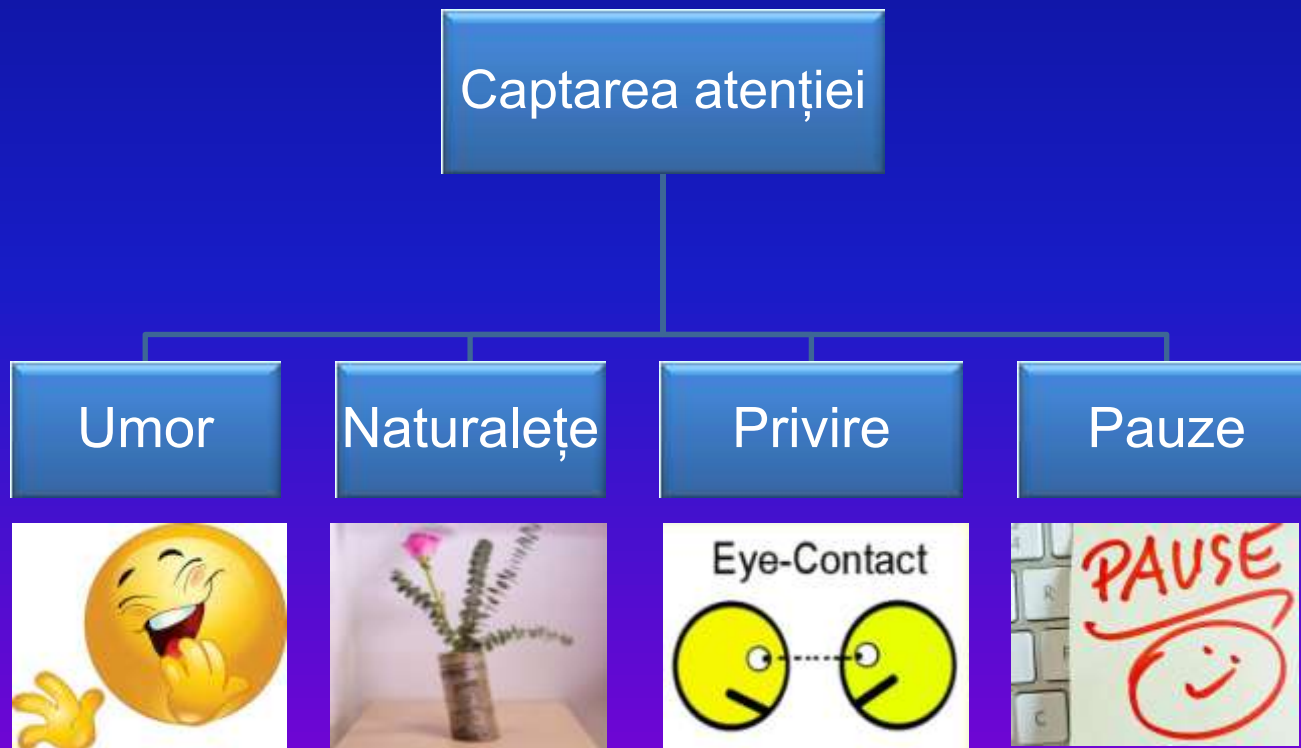 Captarea atenției
Umor
Naturalețe
Privire
Pauze
Eye-Contact
PAUSE
R
F
C